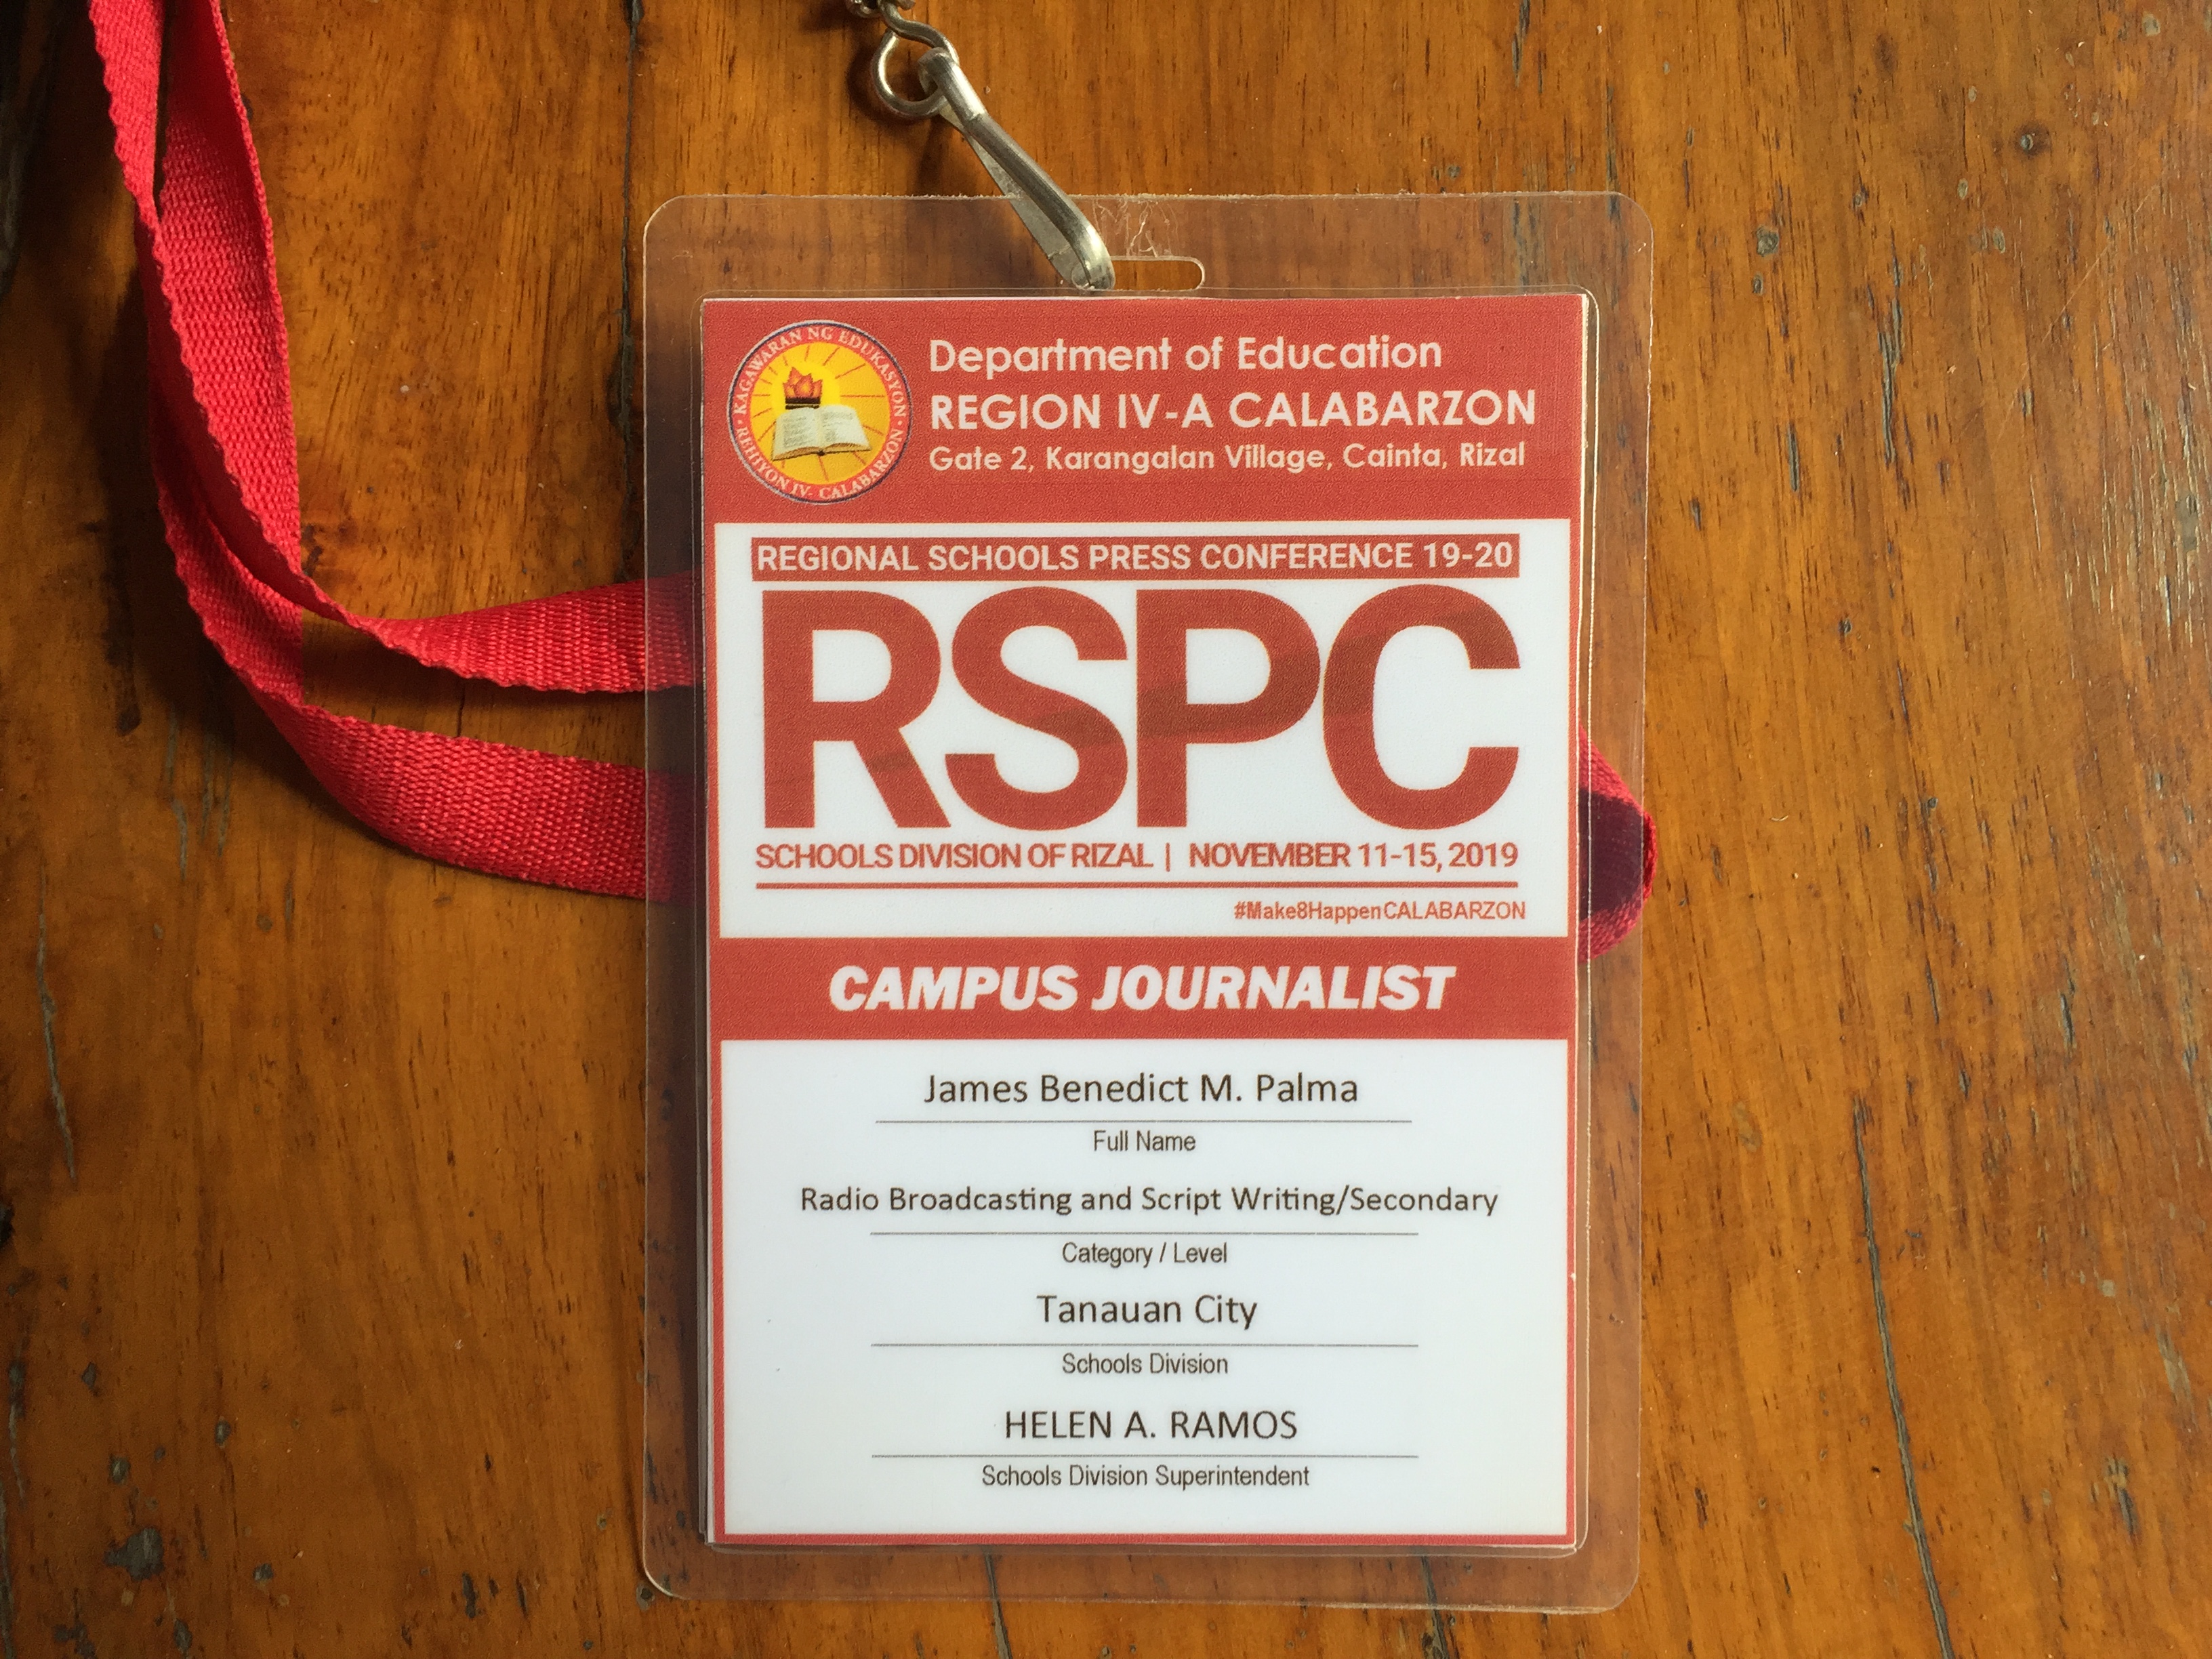 KAGAWARAN NG EDUKASYON
REHIYON IV- CALABARZON
Department of Education
REGION IV-A CALABARZON
Gate 2, Karangalan Village, Cainta, Rizal
REGIONAL SCHOOLS PRESS CONFERENCE 19-20
RSPC
SCHOOLS DIVISION OF RIZAL | NOVEMBER 11-15, 2019
#Make8HappenCALABARZON
CAMPUS JOURNALIST
James Benedict M. Palma
Full Name
Radio Broadcasting and Script Writing/Secondary
Category / Level
Tanauan City
Schools Division
HELEN A. RAMOS
Schools Division Superintendent